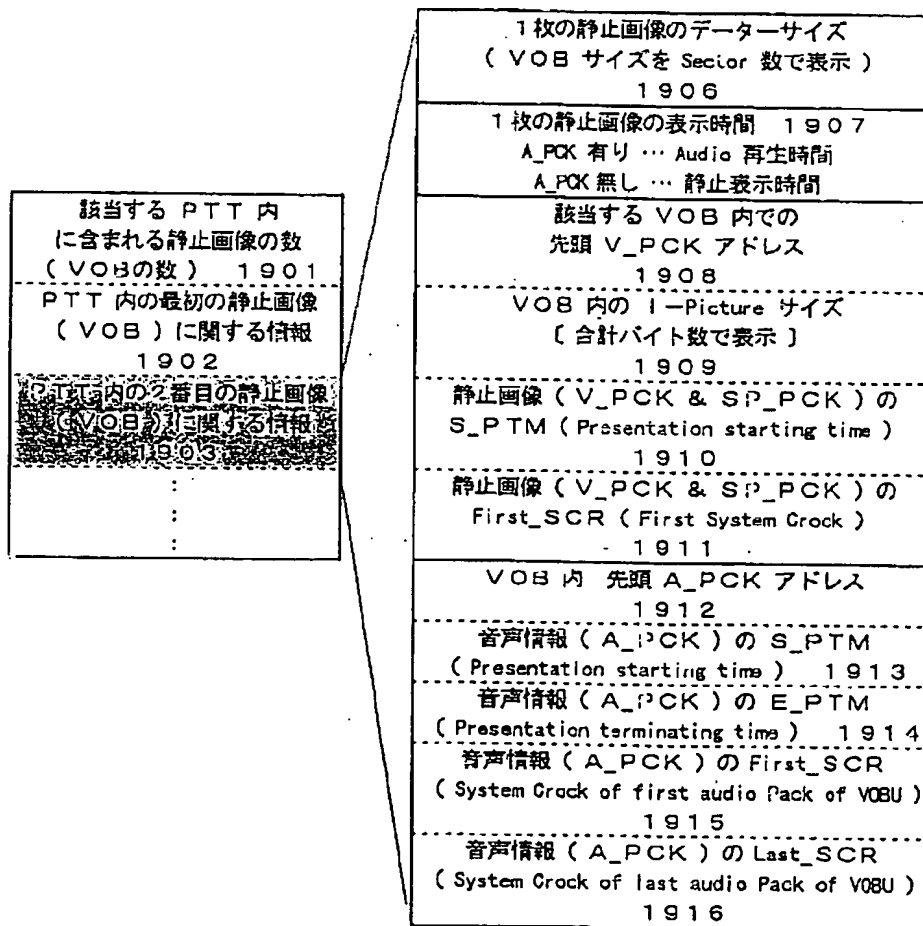 該当する PTT 内
に含まれる静止画像の数
( VOBの数 ) 1901
PTT 内の最初の静止画像
( VOB ) に関する情報
1902
PTT 内の2番目の静止画像
( VOB ) に関する情報
1903
:
:
:
1枚の静止画像のデーターサイズ
( VOB サイズを Secior 数で表示 )
1906
1枚の静止画像の表示時間 1907
A_PCK 有り … Audio 再生時間
A_PCK 無し … 静止表示時間
該当する VOB 内での
先頭 V_PCK アドレス
1908
VOB 内の I-Picture サイズ
[ 合計バイト数で表示 ]
1909
静止画像 ( V_PCK & SP_PCK ) の
S_PTM ( Presentation starting time )
1910
静止画像 ( V_PCK & SP_PCK ) の
First_SCR ( First System Crock )
1911
VOB 内 先頭 A_PCK アドレス
1912
音声情報 ( A_PCK ) の S_PTM
( Presentation starting time ) 1913
音声情報 ( A_PCK ) の E_PTM
( Presentation terminating time ) 1914
音声情報 ( A_PCK ) の First_SCR
( System Crock of first audio Pack of VOBU )
1915
音声情報 ( A_PCK ) の Last_SCR
( System Crock of last audio Pack of VOBU )
1916